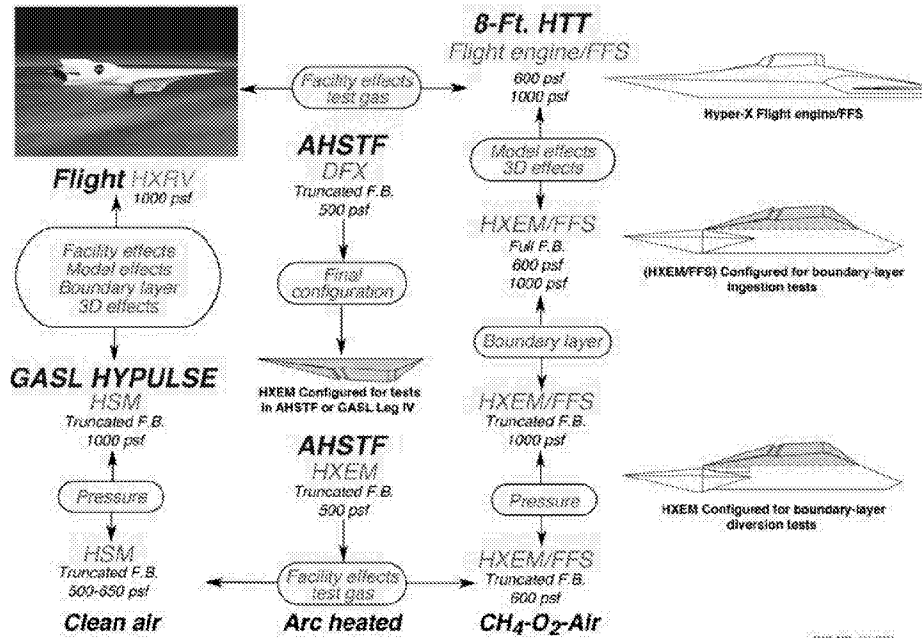 8-Ft. HTT
Flight engine/FFS
600 psf
1000 psf
Hyper-X Flight engine/FFS
Facility effects
test gas
Flight HXRV
1000 psf
AHSTF
DFX
Truncated F.B.
500 psf
Model effects
3D effects
HXEM/FFS
Full F.B.
600 psf
1000 psf
(HXEM/FFS) Configured for boundary-layer
ingestion tests
Facility effects
Model effects
Boundary layer
3D effects
Final
configuration
Boundary layer
GASL HYPULSE
HSM
Truncated F.B.
1000 psf
HXEM Configured for tests
in AHSTF or GASL Leg IV
HXEM/FFS
Truncated F.B.
1000 psf
AHSTF
HXEM
Truncated F.B.
500 psf
Pressure
Pressure
HXEM Configured for boundary-layer
diversion tests
HSM
Truncated F.B.
500-650 psf
Facility effects
test gas
HXEM/FFS
Truncated F.B.
600 psf
Clean air
Arc heated
CH4-O2-Air